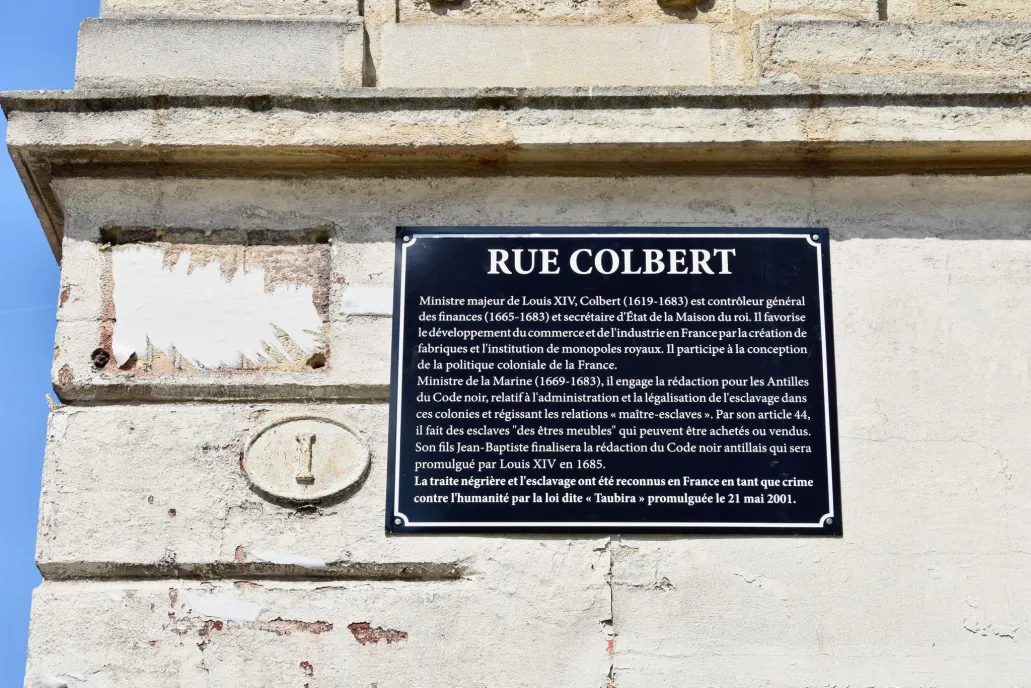 RUE COLBERT
Ministre majeur de Louis XIV, Colbert (1619-1683) est contrôleur général
des finances (1665-1683) et secrétaire d'État de la Maison du roi. Il favorise
le développement du commerce et de l'industrie en France par la création de
fabriques et l'institution de monopoles royaux. Il participe à la conception
de la politique coloniale de la France.
Ministre de la Marine (1669-1683), il engage la rédaction pour les Antilles
du Code noir, relatif à l'administration et la légalisation de l'esclavage dans
ces colonies et régissant les relations « maître-esclaves ». Par son article 44,
il fait des esclaves "des êtres meubles" qui peuvent être achetés ou vendus.
Son fils Jean-Baptiste finalisera la rédaction du Code noir antillais qui sera
promulgué par Louis XIV en 1685.
La traite négrière et l'esclavage ont été reconnus en France en tant que crime
contre l'humanité par la loi dite « Taubira » promulguée le 21 mai 2001.
1